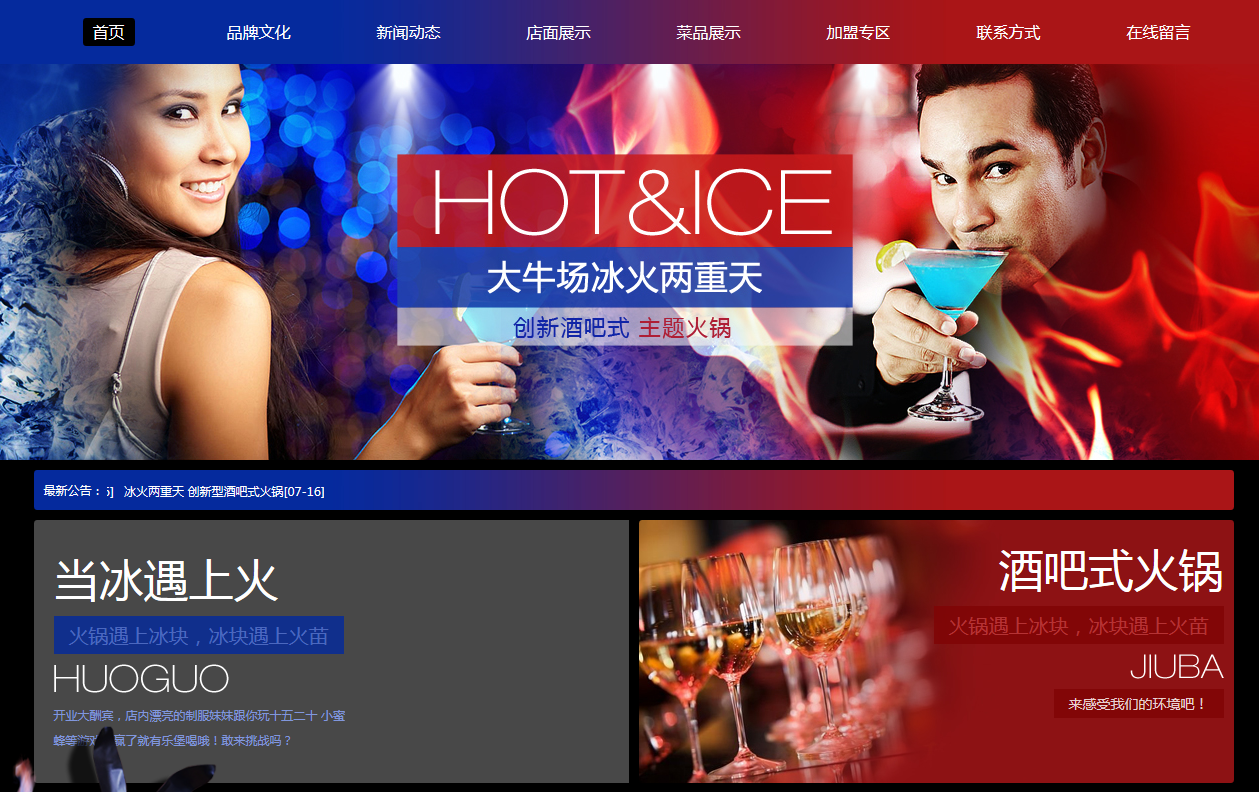 首页 品牌文化 新闻动态 店面展示 菜品展示 加盟专区 联系方式 在线留言
HOT&ICE
大牛场冰火两重天
创新酒吧式 主题火锅
最新公告： 5] 冰火两重天 创新型酒吧式火锅[07-16]
当冰遇上火
火锅遇上冰块，冰块遇上火苗
HUOGUO
开业大酬宾，店内漂亮的制服妹妹跟你玩十五二十 小蜜
蜂等游戏 赢了就有乐堡喝哦！敢来挑战吗？
酒吧式火锅
火锅遇上冰块，冰块遇上火苗
JIUBA
来感受我们的环境吧！